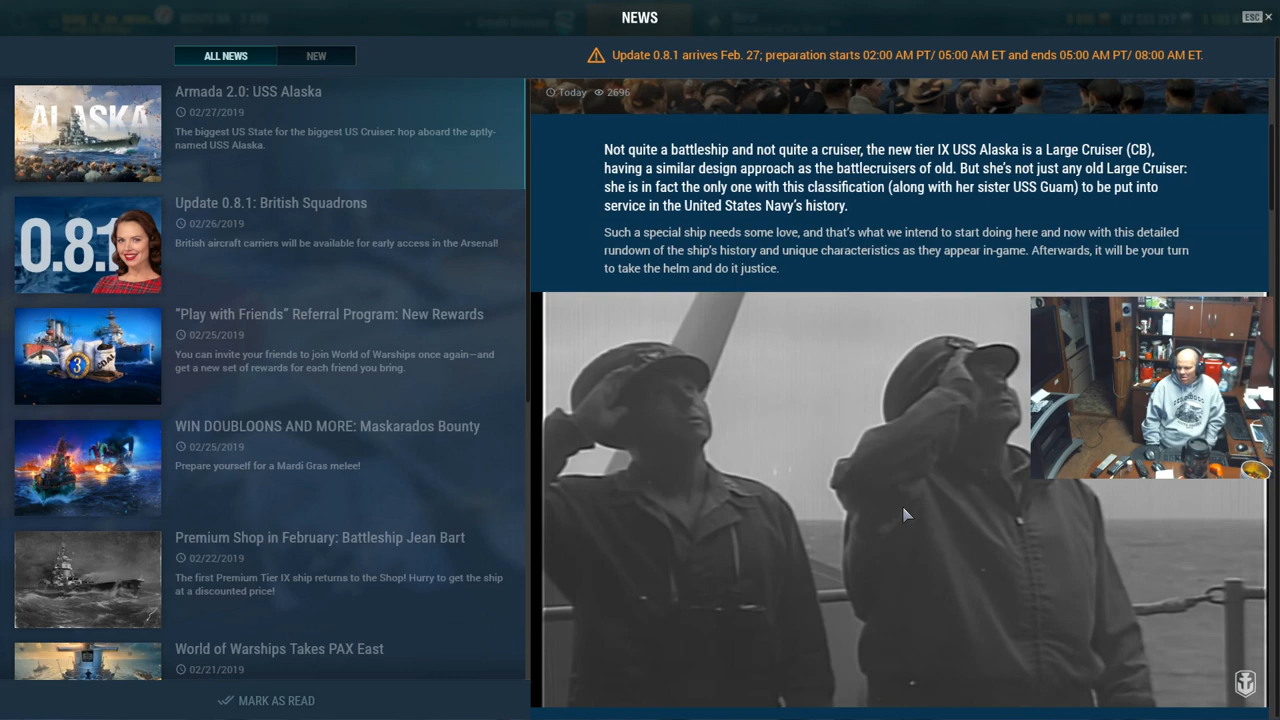 NEWS
ESC
ALL NEWS
NEW
Update 0.8.1 arrives Feb. 27; preparation starts 02:00 AM PT/ 05:00 AM ET and ends 05:00 AM PT/ 08:00 AM ET.
ALASKA
Armada 2.0: USS Alaska
02/27/2019
The biggest US State for the biggest US Cruiser: hop aboard the aptly-
named USS Alaska.
0.8.1
Update 0.8.1: British Squadrons
02/26/2019
British aircraft carriers will be available for early access in the Arsenal!
3
COAL
"Play with Friends" Referral Program: New Rewards
02/25/2019
You can invite your friends to join World of Warships once again—and
get a new set of rewards for each friend you bring.
WIN DOUBLOONS AND MORE: Maskarados Bounty
02/25/2019
Prepare yourself for a Mardi Gras melee!
Premium Shop in February: Battleship Jean Bart
02/22/2019
The first Premium Tier IX ship returns to the Shop! Hurry to get the ship
at a discounted price!
World of Warships Takes PAX East
02/21/2019
MARK AS READ
Today 2696
Not quite a battleship and not quite a cruiser, the new tier IX USS Alaska is a Large Cruiser (CB),
having a similar design approach as the battlecruisers of old. But she's not just any old Large Cruiser:
she is in fact the only one with this classification (along with her sister USS Guam) to be put into
service in the United States Navy's history.
Such a special ship needs some love, and that's what we intend to start doing here and now with this detailed
rundown of the ship's history and unique characteristics as they appear in-game. Afterwards, it will be your turn
to take the helm and do it justice.